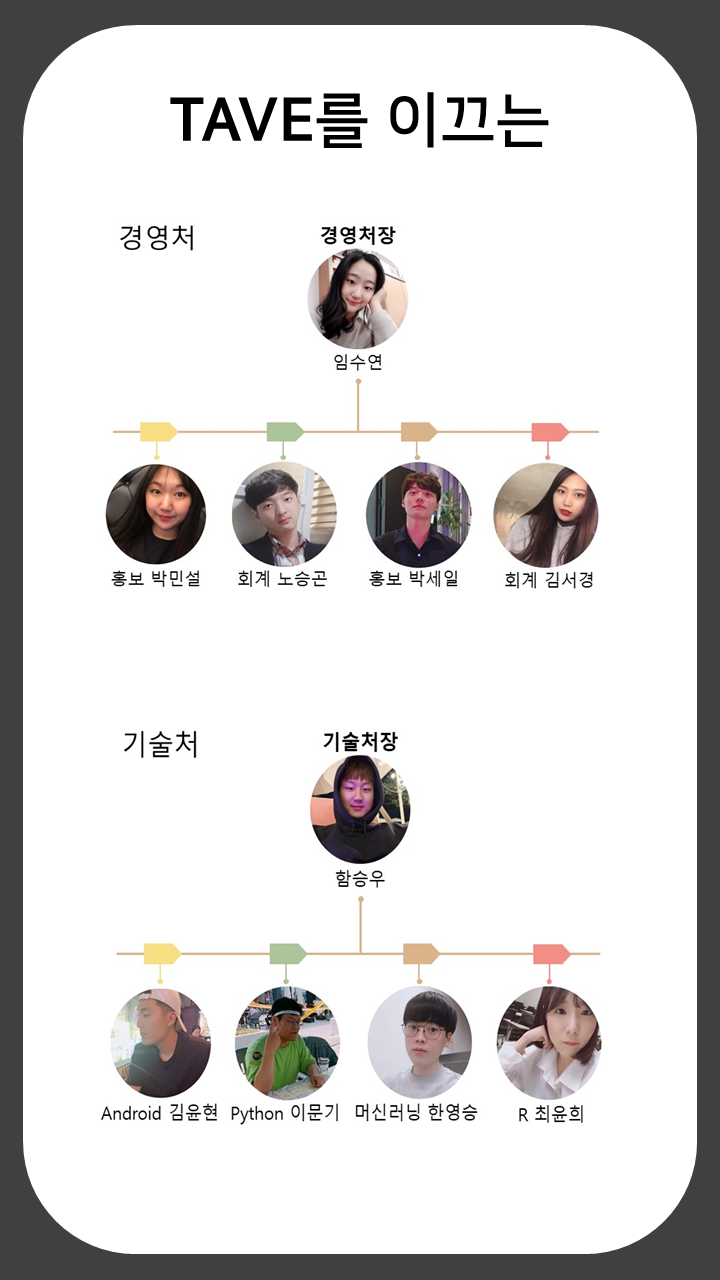 TAVE를 이끄는
경영처
경영처장
임수연
홍보 박민설
회계 노승곤
홍보 박세일
회계 김서경
기술처
기술처장
함승우
Android 김윤현
Python 이문기
머신러닝 한영승
R 최윤희